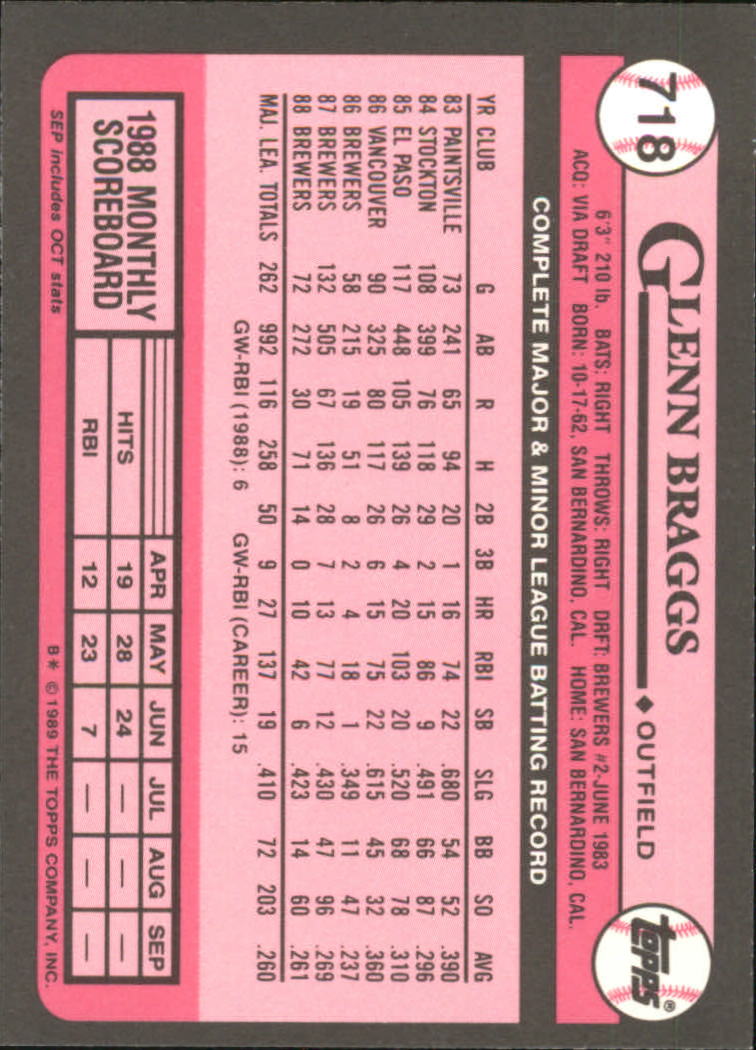 718
GLENN BRAGGS ◆ OUTFIELD
topps®
6'3" 210 lb. BATS: RIGHT THROWS: RIGHT DRFT: BREWERS #2-JUNE 1983
ACQ: VIA DRAFT BORN: 10-17-62, SAN BERNARDINO, CAL. HOME: SAN BERNARDINO, CAL.
COMPLETE MAJOR & MINOR LEAGUE BATTING RECORD
YR CLUB G AB R H 2B 3B HR RBI SB SLG BB SO AVG
83 PAINTSVILLE 73 241 65 94 20 1 16 74 22 .680 54 52 .390
84 STOCKTON 108 399 76 118 29 2 15 86 9 .491 66 87 .296
85 EL PASO 117 448 105 139 26 4 20 103 20 .520 68 78 .310
86 VANCOUVER 90 325 80 117 26 6 15 75 22 .615 45 32 .360
86 BREWERS 58 215 19 51 8 2 4 18 1 .349 11 47 .237
87 BREWERS 132 505 67 136 28 7 13 77 12 .430 47 96 .269
88 BREWERS 72 272 30 71 14 0 10 42 6 .423 14 60 .261
MAJ. LEA. TOTALS 262 992 116 258 50 9 27 137 19 .410 72 203 .260
GW-RBI (1988): 6 GW-RBI (CAREER): 15
1988 MONTHLY
SCOREBOARD
APR MAY JUN JUL AUG SEP
HITS 19 28 24 — — —
RBI 12 23 7 — — —
SEP includes OCT stats
B* © 1989 THE TOPPS COMPANY, INC.